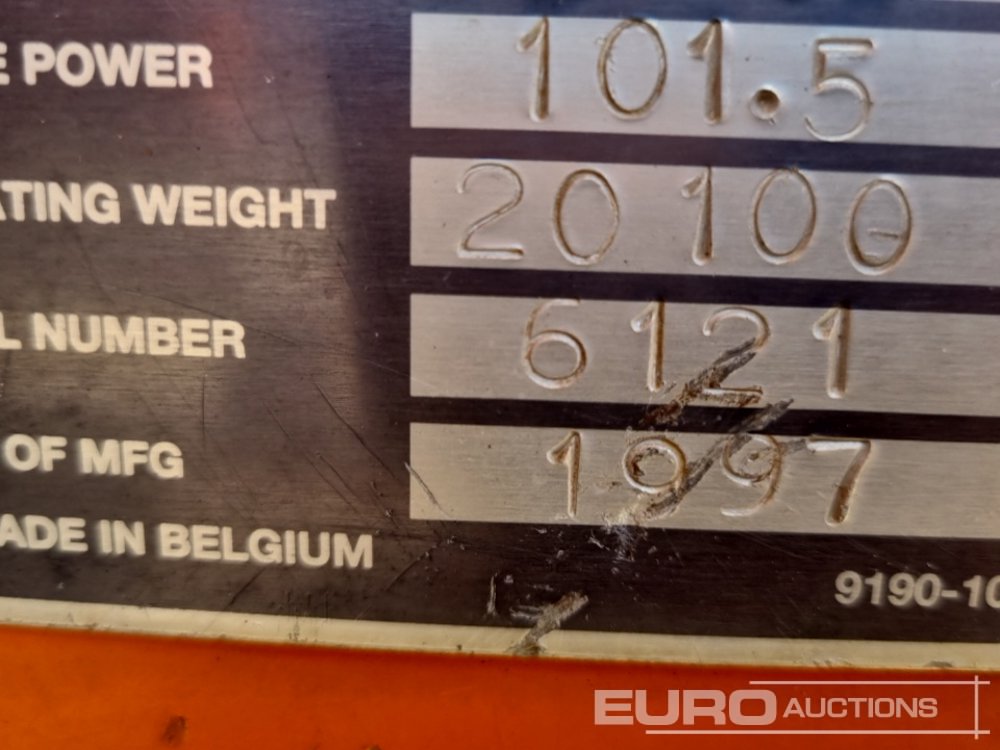 E POWER 101.5
ATING WEIGHT 20100
L NUMBER 6121
OF MFG 1997
ADE IN BELGIUM
9190-10
EURO AUCTIONS